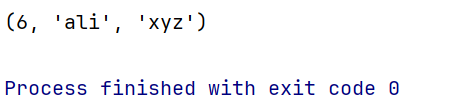 (6, 'ali', 'xyz')
Process finished with exit code 0